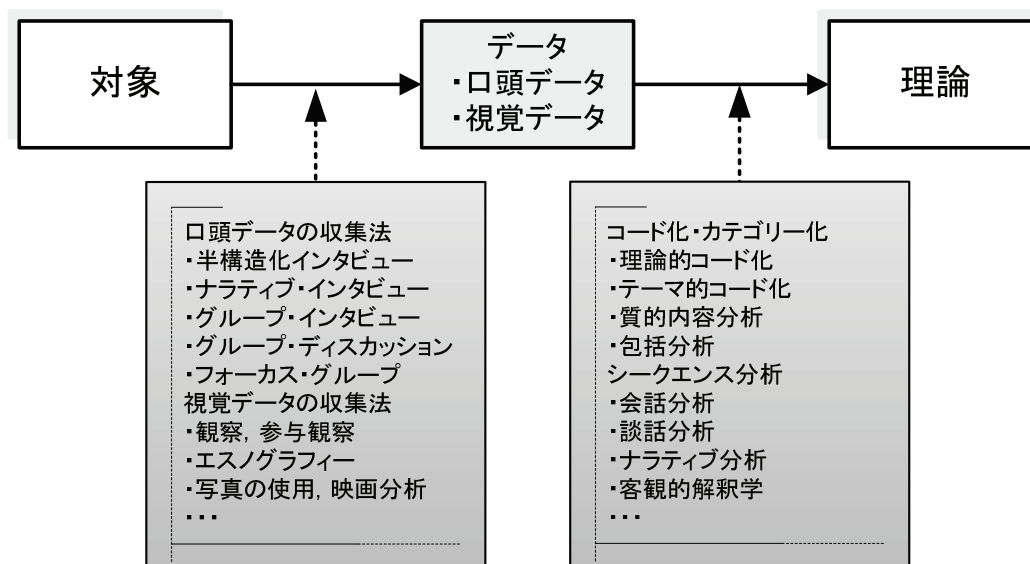 対象
データ
・口頭データ
・視覚データ
理論
口頭データの収集法
・半構造化インタビュー
・ナラティブ・インタビュー
・グループ・インタビュー
・グループ・ディスカッション
・フォーカス・グループ
視覚データの収集法
・観察, 参与観察
・エスノグラフィー
・写真の使用, 映画分析
・・・
コード化・カテゴリー化
・理論的コード化
・テーマ的コード化
・質的内容分析
・包括分析
シークエンス分析
・会話分析
・談話分析
・ナラティブ分析
・客観的解釈学
・・・